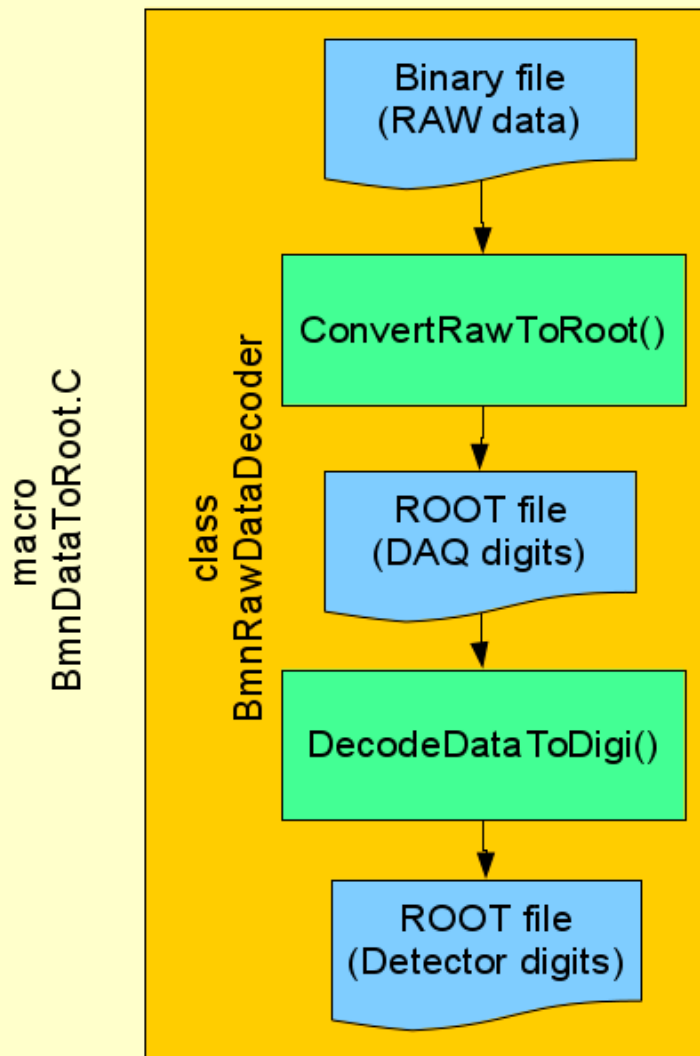 macro
BmnDataToRoot.C
class
BmnRawDataDecoder
Binary file
(RAW data)
ConvertRawToRoot()
ROOT file
(DAQ digits)
DecodeDataToDigi()
ROOT file
(Detector digits)